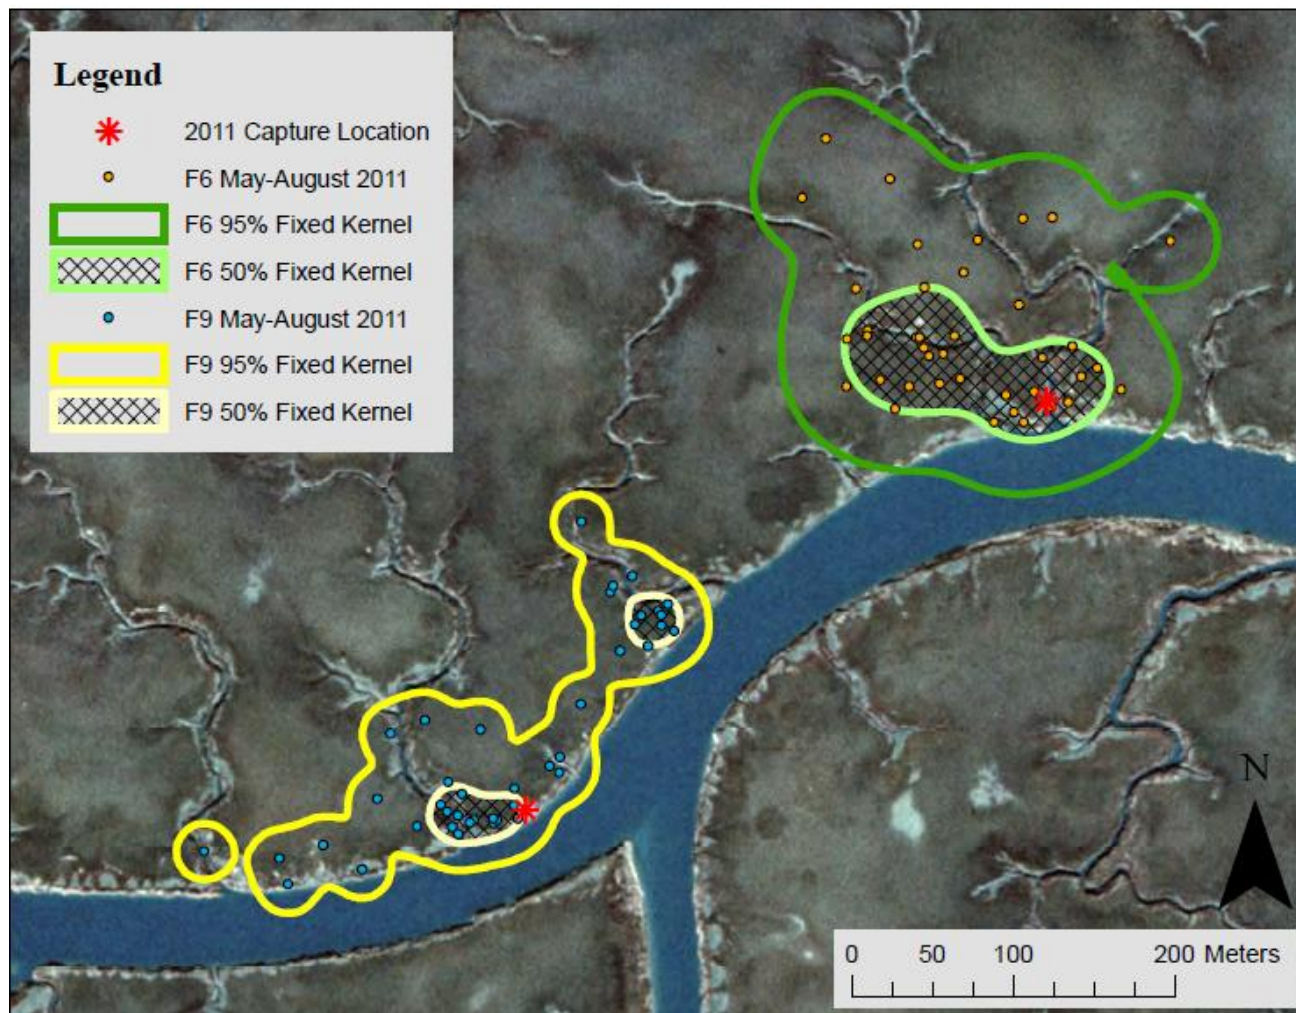 Legend
2011 Capture Location
F6 May-August 2011
F6 95% Fixed Kernel
F6 50% Fixed Kernel
F9 May-August 2011
F9 95% Fixed Kernel
F9 50% Fixed Kernel
N
0 50 100 200 Meters